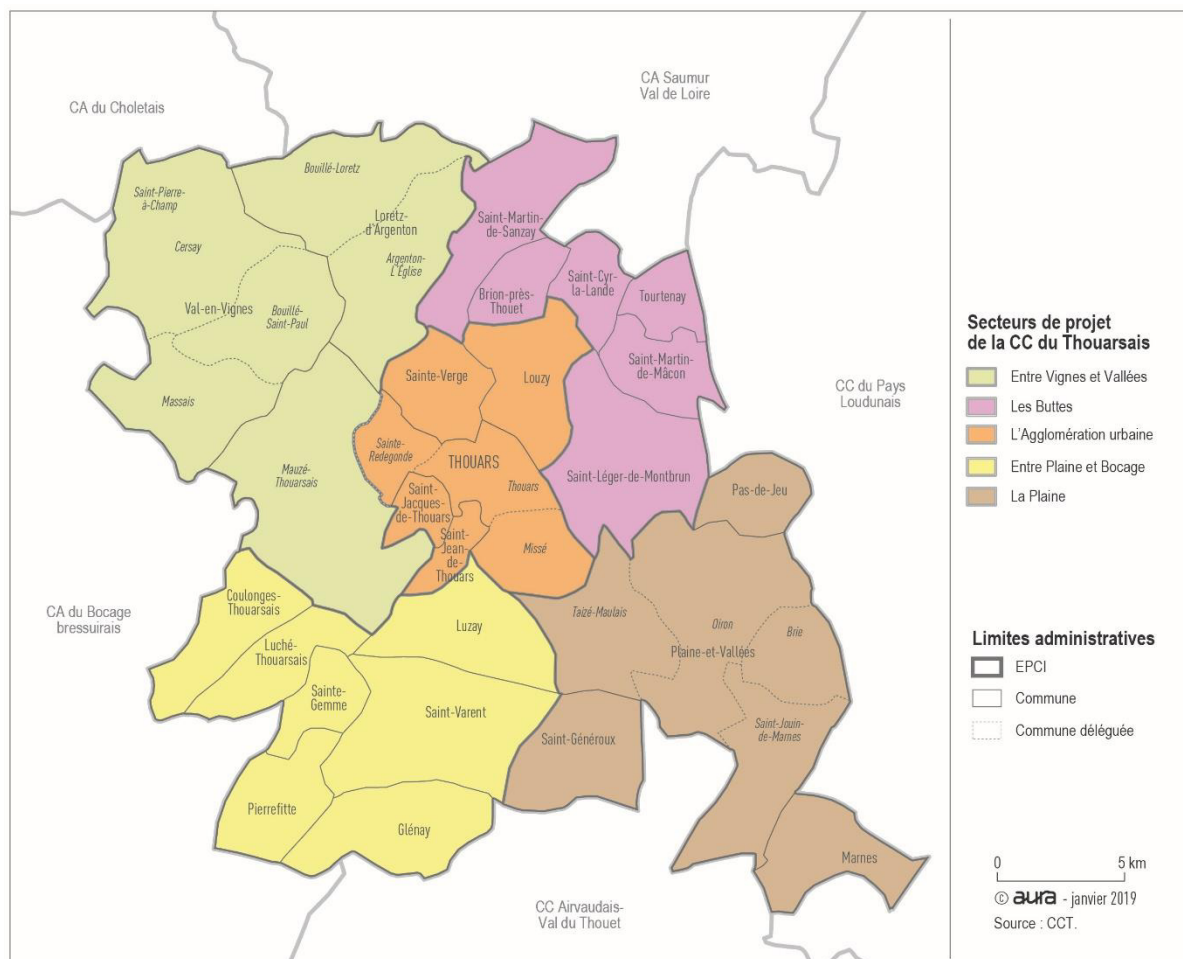 CA du Choletais
CA Saumur
Val de Loire
Saint-Pierre-
à-Champ
Bouillé-Loretz
Cersay
Loretz-
d'Argenton
Argenton-
L'Église
Val-en-Vignes
Bouillé-
Saint-Paul
Massais
Mauzé-
Thouarsais
Saint-Martin-
de-Sanzay
Brion-près-
Thouet
Saint-Cyr-
la-Lande
Tourtenay
Saint-Martin-
de-Mâcon
Saint-Léger-de-Montbrun
Sainte-Verge
Louzy
Sainte-
Redegonde
THOUARS
Thouars
Saint-
Jacques-
de-Thouars
Saint-
Jean-
de-
Thouars
Missé
CC du Pays
Loudunais
Pas-de-Jeu
Taizé-Maulais
Oiron
Brie
Plaine-et-Vallées
Saint-Jouin-
de-Marnes
Saint-Généroux
Marnes
CA du Bocage
bressuirais
Coulonges-
Thouarsais
Luché-
Thouarsais
Luzay
Sainte-
Gemme
Saint-Varent
Pierrefitte
Glénay
CC Airvaudais-
Val du Thouet
Secteurs de projet
de la CC du Thouarsais
Entre Vignes et Vallées
Les Buttes
L'Agglomération urbaine
Entre Plaine et Bocage
La Plaine
Limites administratives
EPCI
Commune
Commune déléguée
0 5 km
© aura - janvier 2019
Source : CCT.